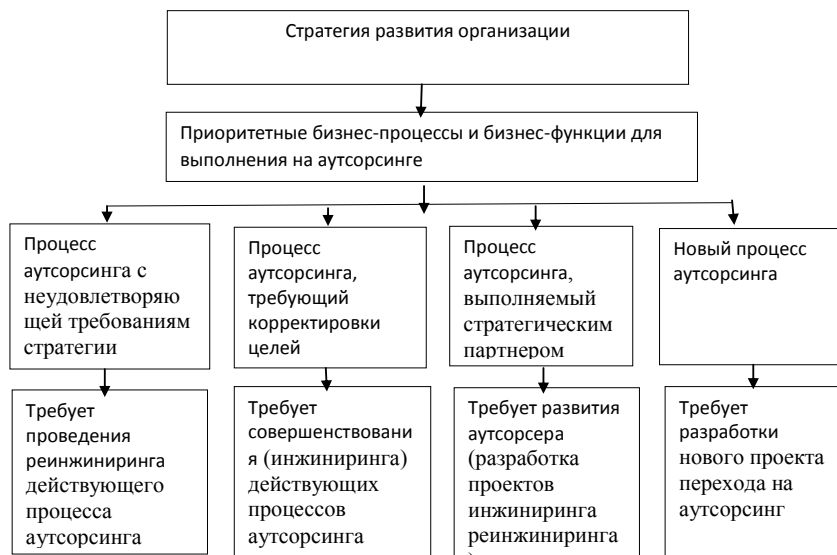 Стратегия развития организации
Приоритетные бизнес-процессы и бизнес-функции для
выполнения на аутсорсинге
Процесс
аутсорсинга с
неудовлетворяю
щей требованиям
стратегии
Процесс
аутсорсинга,
требующий
корректировки
целей
Процесс
аутсорсинга,
выполняемый
стратегическим
партнером
Новый процесс
аутсорсинга
Требует
проведения
реинжиниринга
действующего
процесса
аутсорсинга
Требует
совершенствовани
я (инжиниринга)
действующих
процессов
аутсорсинга
Требует развития
аутсорсера
(разработка
проектов
инжиниринга
реинжиниринга
)
Требует
разработки
нового проекта
перехода на
аутсорсинг